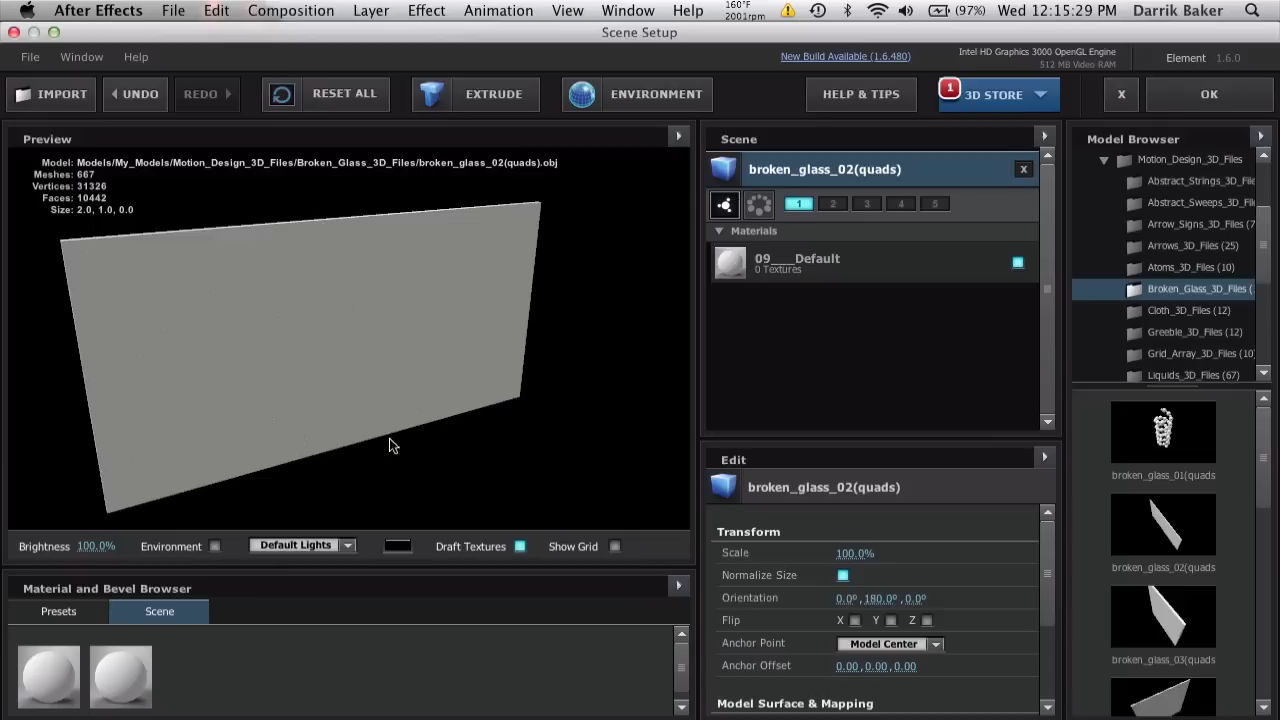 After Effects File Edit Composition Layer Effect Animation View Window Help 160°F 2001rpm (97%) Wed 12:15:29 PM Darrik Baker
Scene Setup
File Window Help
New Build Available (1.6.480)
Intel HD Graphics 3000 OpenGL Engine
512 MB Video RAM
Element 1.6.0
IMPORT UNDO REDO RESET ALL EXTRUDE ENVIRONMENT HELP & TIPS 1 3D STORE X OK
Preview
Model: Models/My_Models/Motion_Design_3D_Files/Broken_Glass_3D_Files/broken_glass_02(quads).obj
Meshes: 667
Vertices: 31326
Faces: 10442
Size: 2.0, 1.0, 0.0
Brightness 100.0% Environment Default Lights Draft Textures Show Grid
Material and Bevel Browser
Presets Scene
Scene
broken_glass_02(quads) X
1 2 3 4 5
Materials
09___Default
0 Textures
Edit
broken_glass_02(quads)
Transform
Scale 100.0%
Normalize Size
Orientation 0.0°, 180.0°, 0.0°
Flip X Y Z
Anchor Point Model Center
Anchor Offset 0.00, 0.00, 0.00
Model Surface & Mapping
Model Browser
Motion_Design_3D_Files
Abstract_Strings_3D_File
Abstract_Sweeps_3D_Fil
Arrow_Signs_3D_Files (7
Arrows_3D_Files (25)
Atoms_3D_Files (10)
Broken_Glass_3D_Files (
Cloth_3D_Files (12)
Greeble_3D_Files (12)
Grid_Array_3D_Files (10
Liquids_3D_Files (67)
broken_glass_01(quads
broken_glass_02(quads
broken_glass_03(quads